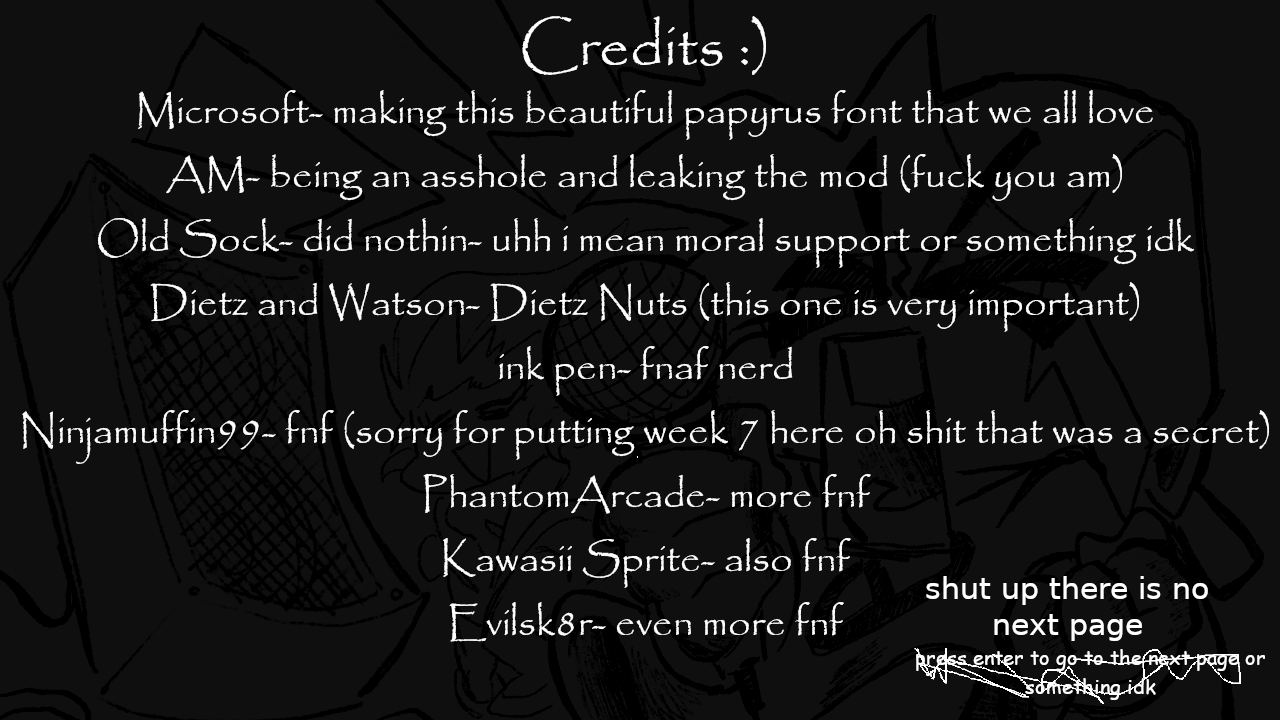 Credits :)
Microsoft- making this beautiful papyrus font that we all love
AM- being an asshole and leaking the mod (fuck you am)
Old Sock- did nothin- uhh i mean moral support or something idk
Dietz and Watson- Dietz Nuts (this one is very important)
ink pen- fnaf nerd
Ninjamuffin99- fnf (sorry for putting week 7 here oh shit that was a secret)
PhantomArcade- more fnf
Kawasii Sprite- also fnf
Evilsk8r- even more fnf
shut up there is no
next page
press enter to go to the next page or
something idk